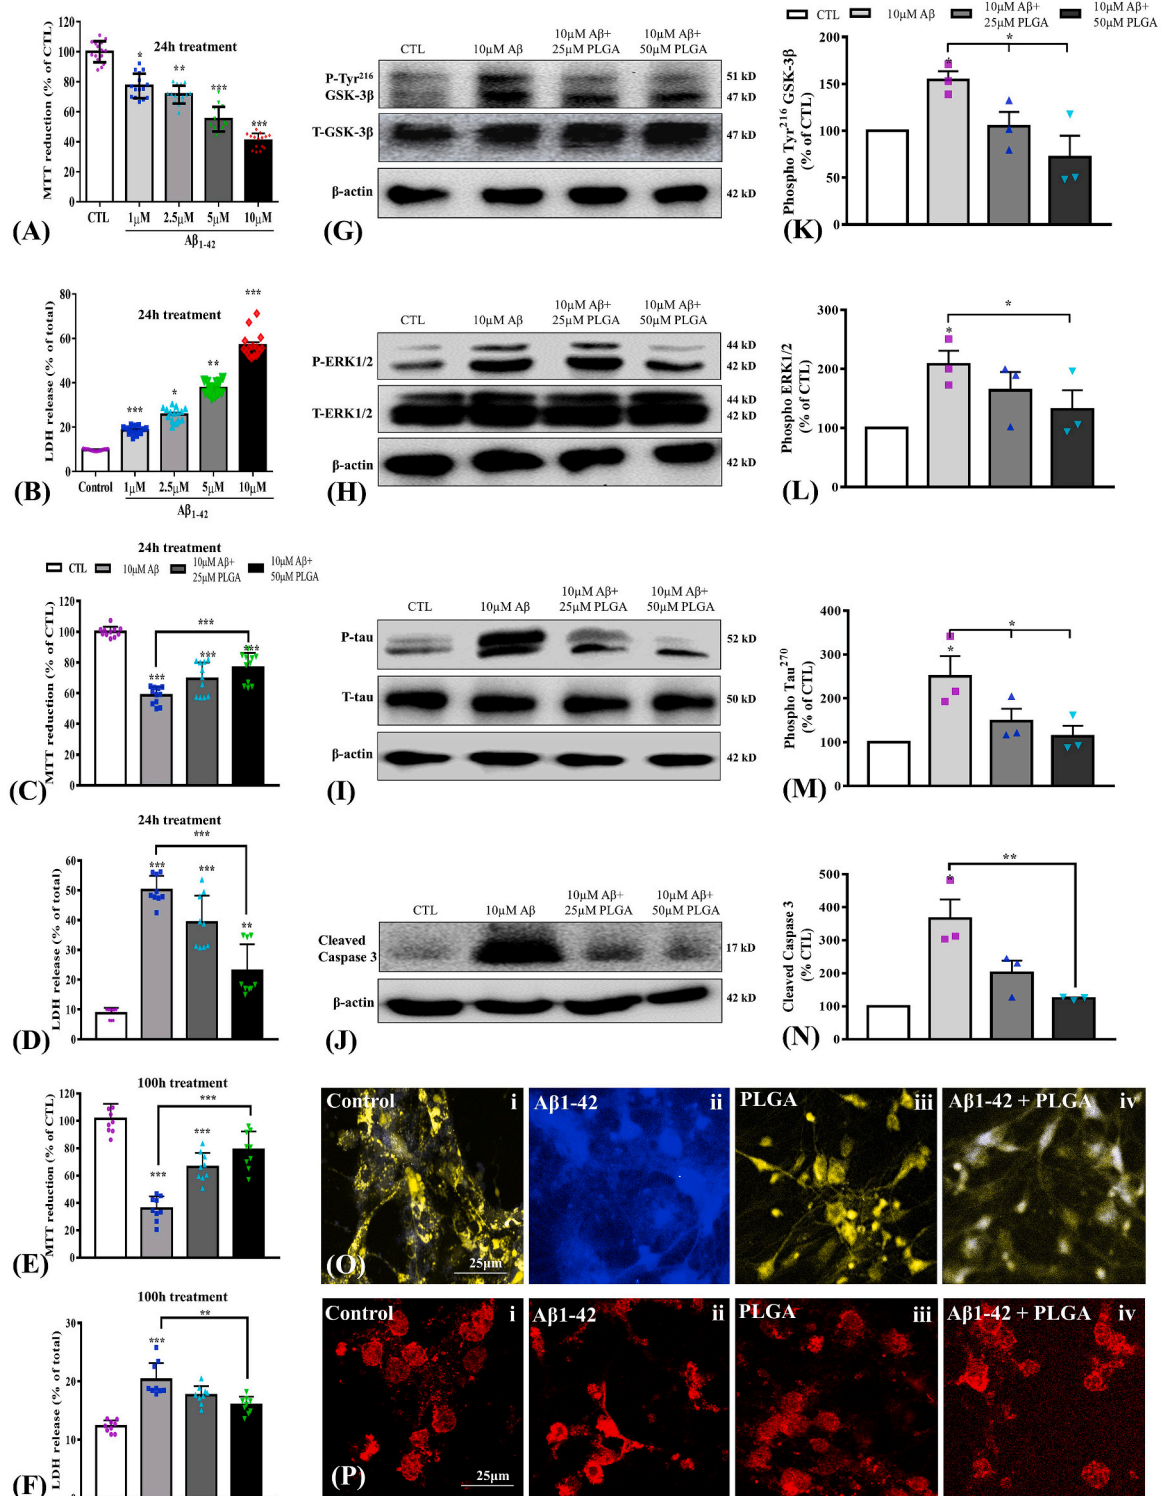 MTT reduction (% of CTL)
120
100
80
60
40
20
0
24h treatment
*
**
***
***
CTL
1μM
2.5μM
5μM
10μM
Aβ1-42
(A)
LDH release (% of total)
80
60
40
20
0
24h treatment
***
*
**
***
Control
1μM
2.5μM
5μM
10μM
Aβ1-42
(B)
24h treatment
CTL
10μM Aβ
10μM Aβ+
25μM PLGA
10μM Aβ+
50μM PLGA
MTT reduction (% of CTL)
120
100
80
60
40
20
0
***
***
***
***
(C)
24h treatment
LDH release (% of total)
60
50
40
30
20
10
0
***
***
***
**
(D)
100h treatment
MTT reduction (% of CTL)
120
100
80
60
40
20
0
***
***
***
(E)
100h treatment
LDH release (% of total)
30
20
10
0
***
**
(F)
CTL
10μM Aβ
10μM Aβ+
25μM PLGA
10μM Aβ+
50μM PLGA
P-Tyr216
GSK-3β
51 kD
47 kD
T-GSK-3β
47 kD
β-actin
42 kD
(G)
CTL
10μM Aβ
10μM Aβ+
25μM PLGA
10μM Aβ+
50μM PLGA
P-ERK1/2
44 kD
42 kD
T-ERK1/2
44 kD
42 kD
β-actin
42 kD
(H)
CTL
10μM Aβ
10μM Aβ+
25μM PLGA
10μM Aβ+
50μM PLGA
P-tau
52 kD
T-tau
50 kD
β-actin
42 kD
(I)
CTL
10μM Aβ
10μM Aβ+
25μM PLGA
10μM Aβ+
50μM PLGA
Cleaved
Caspase 3
17 kD
β-actin
42 kD
(J)
CTL
10μM Aβ
10μM Aβ+
25μM PLGA
10μM Aβ+
50μM PLGA
Phospho Tyr216 GSK-3β
(% of CTL)
200
150
100
50
0
*
*
(K)
Phospho ERK1/2
(% of CTL)
300
200
100
0
*
*
(L)
Phospho Tau270
(% of CTL)
400
300
200
100
0
*
*
(M)
Cleaved Caspase 3
(% CTL)
500
400
300
200
100
0
*
**
(N)
Control
i
Aβ1-42
ii
PLGA
iii
Aβ1-42 + PLGA
iv
(O)
25μm
Control
i
Aβ1-42
ii
PLGA
iii
Aβ1-42 + PLGA
iv
(P)
25μm